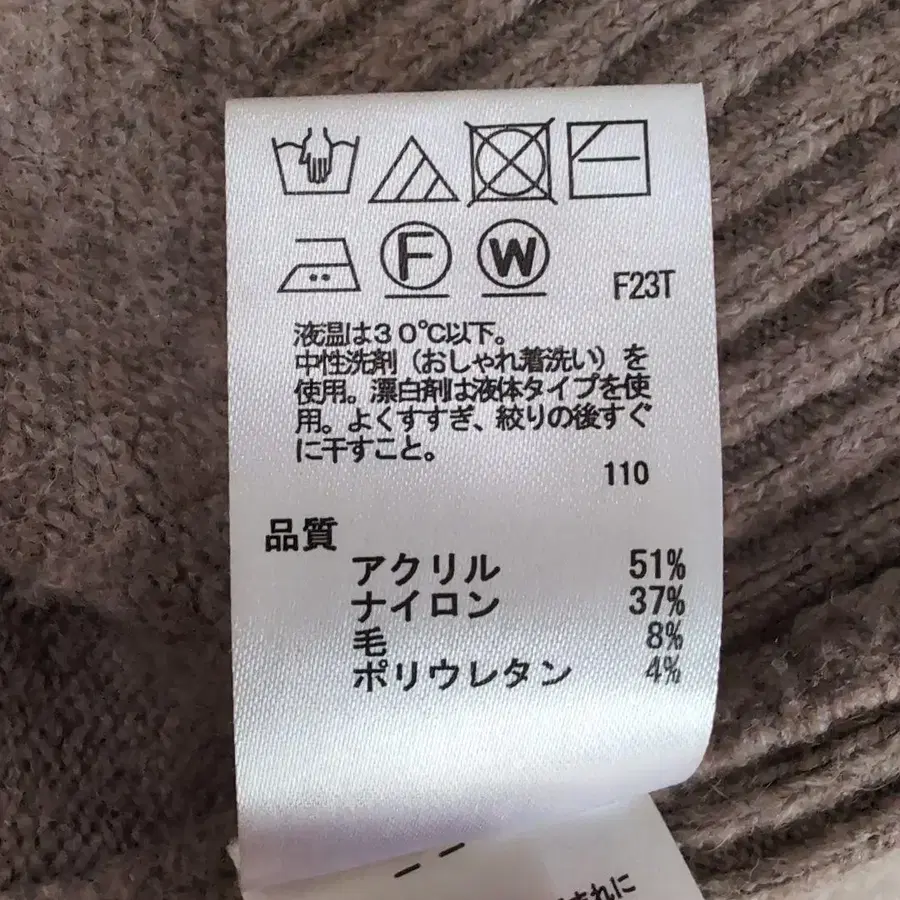 F W F23T
液温は30℃以下。
中性洗剤(おしゃれ着洗い)を
使用。漂白剤は液体タイプを使
用。よくすすぎ、絞りの後すぐ
に干すこと。
110
品質
アクリル 51%
ナイロン 37%
毛 8%
ポリウレタン 4%
れに